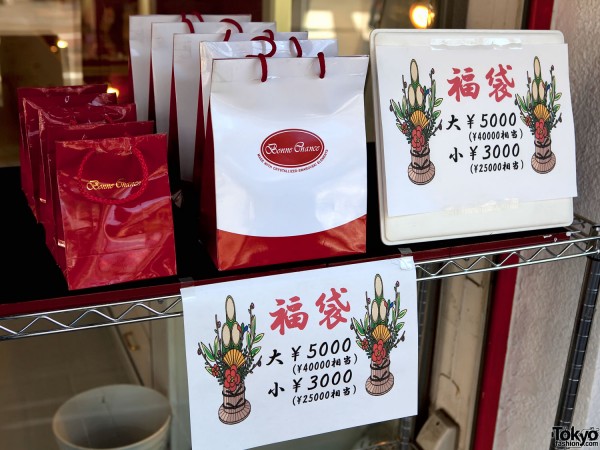 Bonne Chance
Bonne Chance
福袋
大 ¥5000
(¥40000相当)
小 ¥3000
(¥25000相当)
福袋
大 ¥5000
(¥40000相当)
小 ¥3000
(¥25000相当)
TOKYO
fashion.com